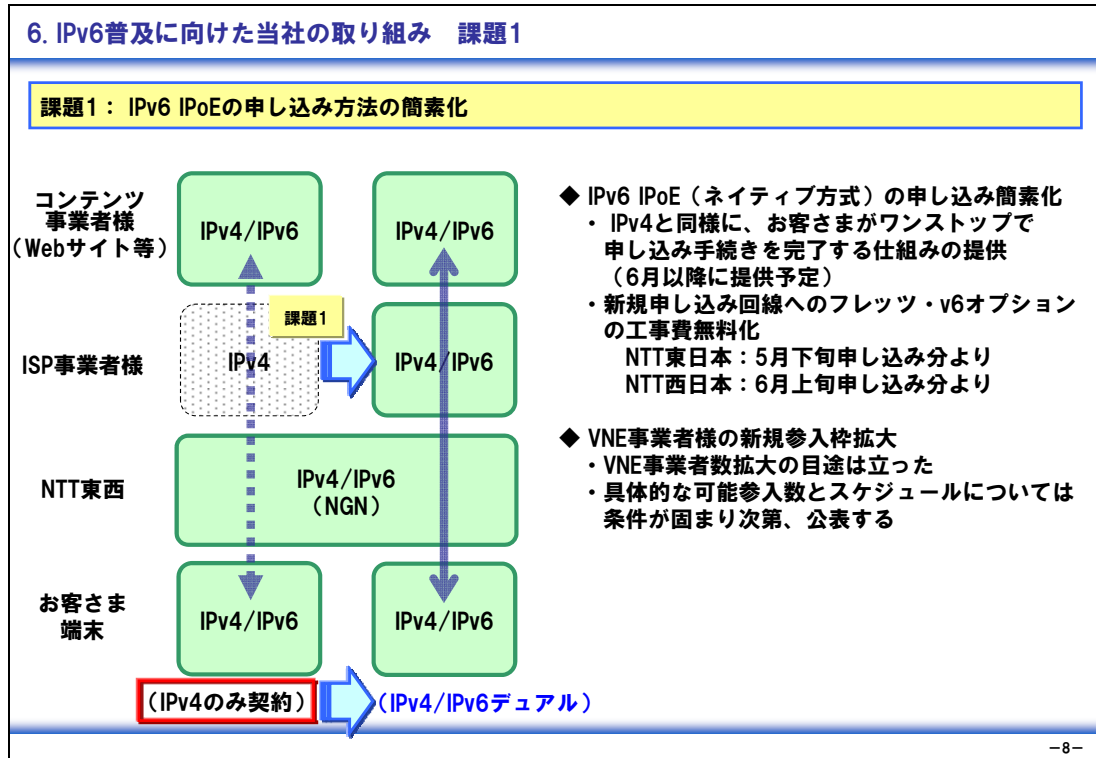 6. IPv6普及に向けた当社の取り組み　課題1
課題1： IPv6 IPoEの申し込み方法の簡素化
コンテンツ
事業者様
（Webサイト等）
IPv4/IPv6
IPv4/IPv6
課題1
ISP事業者様
IPv4
IPv4/IPv6
NTT東西
IPv4/IPv6
（NGN）
お客さま
端末
IPv4/IPv6
IPv4/IPv6
（IPv4のみ契約）
（IPv4/IPv6デュアル）
◆ IPv6 IPoE（ネイティブ方式）の申し込み簡素化
・ IPv4と同様に、お客さまがワンストップで
申し込み手続きを完了する仕組みの提供
（6月以降に提供予定）
・新規申し込み回線へのフレッツ・v6オプション
の工事費無料化
NTT東日本：5月下旬申し込み分より
NTT西日本：6月上旬申し込み分より
◆ VNE事業者様の新規参入枠拡大
・VNE事業者数拡大の目途は立った
・具体的な可能参入数とスケジュールについては
条件が固まり次第、公表する
−8−